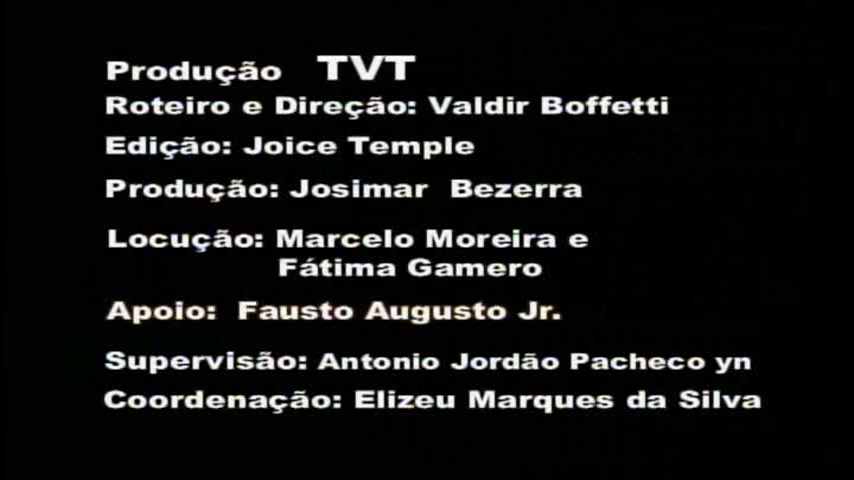 Produção TVT
Roteiro e Direção: Valdir Boffetti
Edição: Joice Temple
Produção: Josimar Bezerra
Locução: Marcelo Moreira e
Fátima Gamero
Apoio: Fausto Augusto Jr.
Supervisão: Antonio Jordão Pacheco yn
Coordenação: Elizeu Marques da Silva